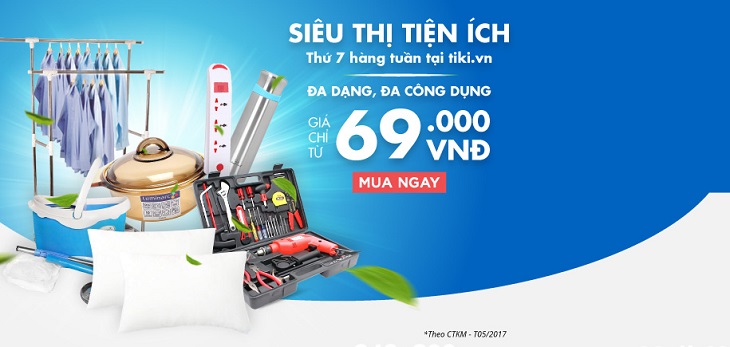 SIÊU THỊ TIỆN ÍCH
Thứ 7 hàng tuần tại tiki.vn
ĐA DẠNG, ĐA CÔNG DỤNG
GIÁ CHỈ TỪ 69.000 VNĐ
MUA NGAY
Luminarc
*Theo CTKM - T05/2017